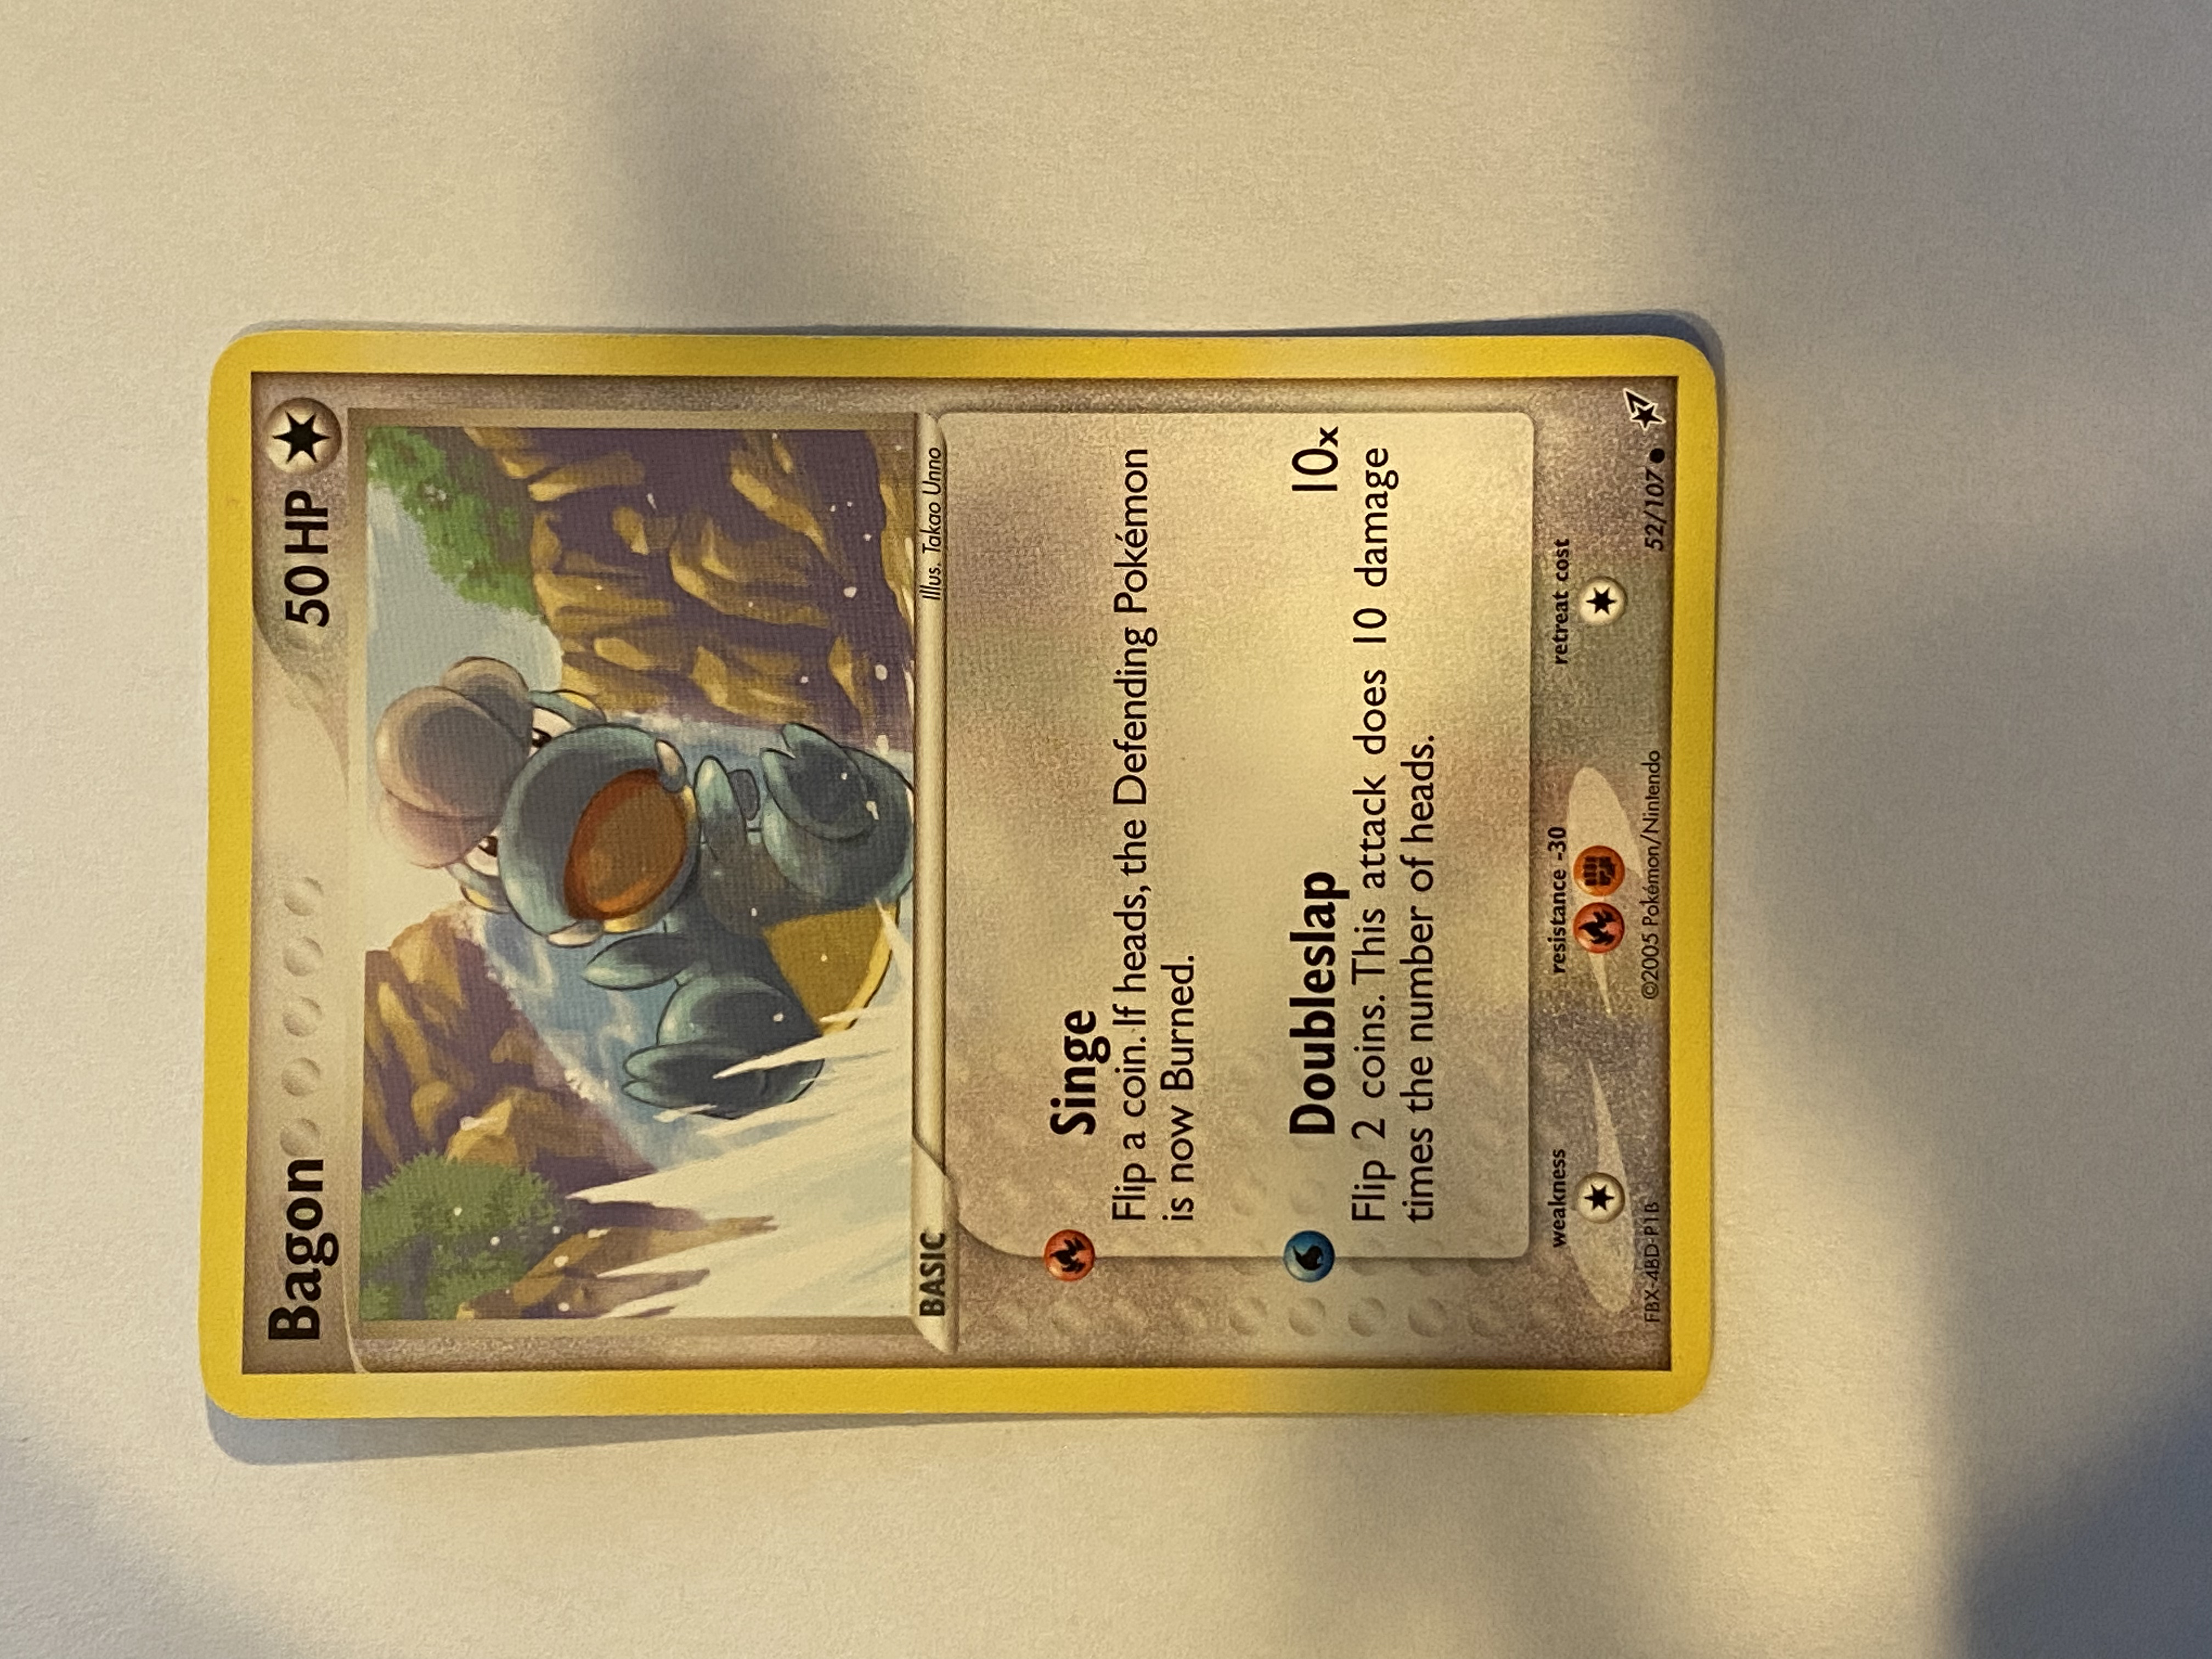 Bagon 50 HP
BASIC Illus. Takao Unno
Singe
Flip a coin. If heads, the Defending Pokémon
is now Burned.
Doubleslap 10x
Flip 2 coins. This attack does 10 damage
times the number of heads.
weakness resistance -30 retreat cost
FBX-4BD-P1B ©2005 Pokémon/Nintendo 52/107